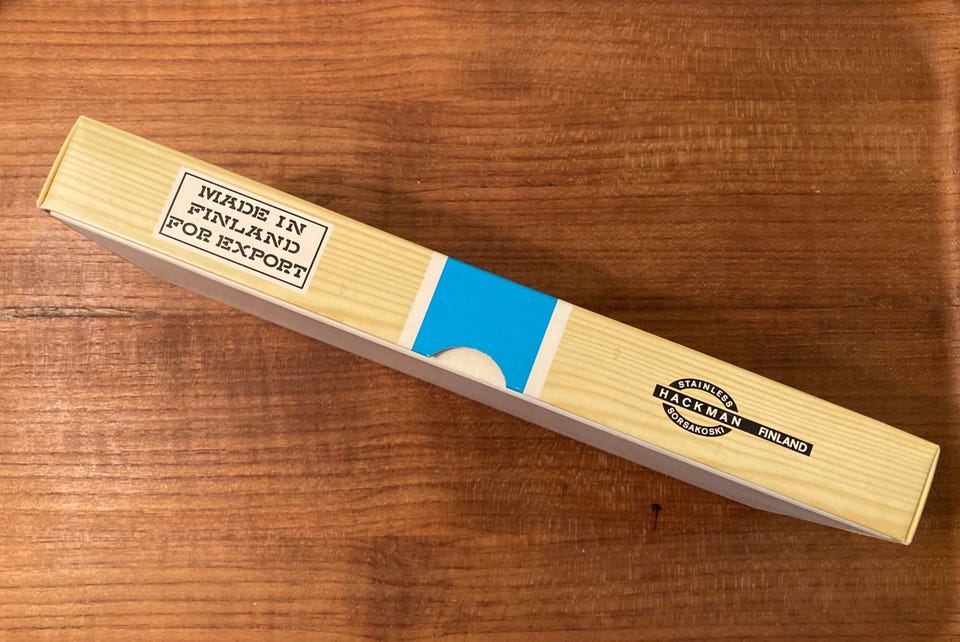 MADE IN
FINLAND
FOR EXPORT
STAINLESS
HACKMAN FINLAND
SORSAKOSKI